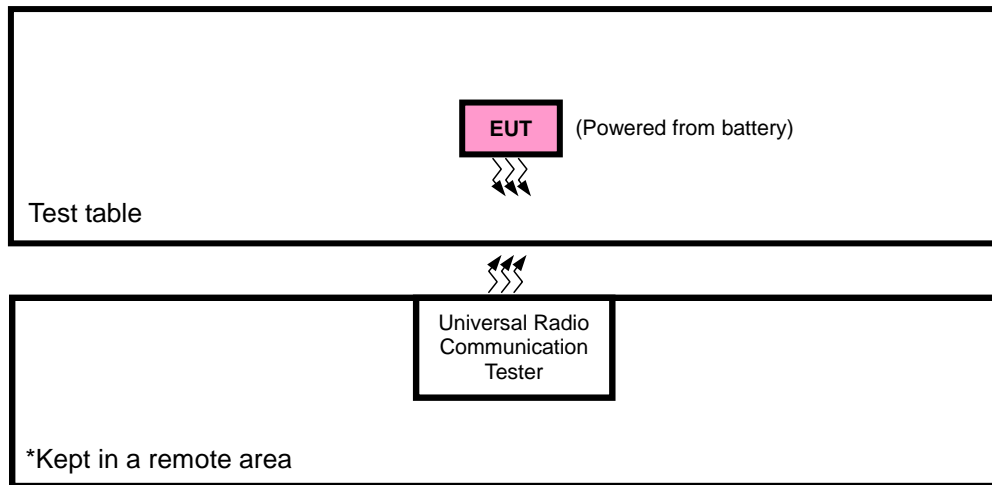 EUT
(Powered from battery)
Test table
Universal Radio
Communication
Tester
*Kept in a remote area